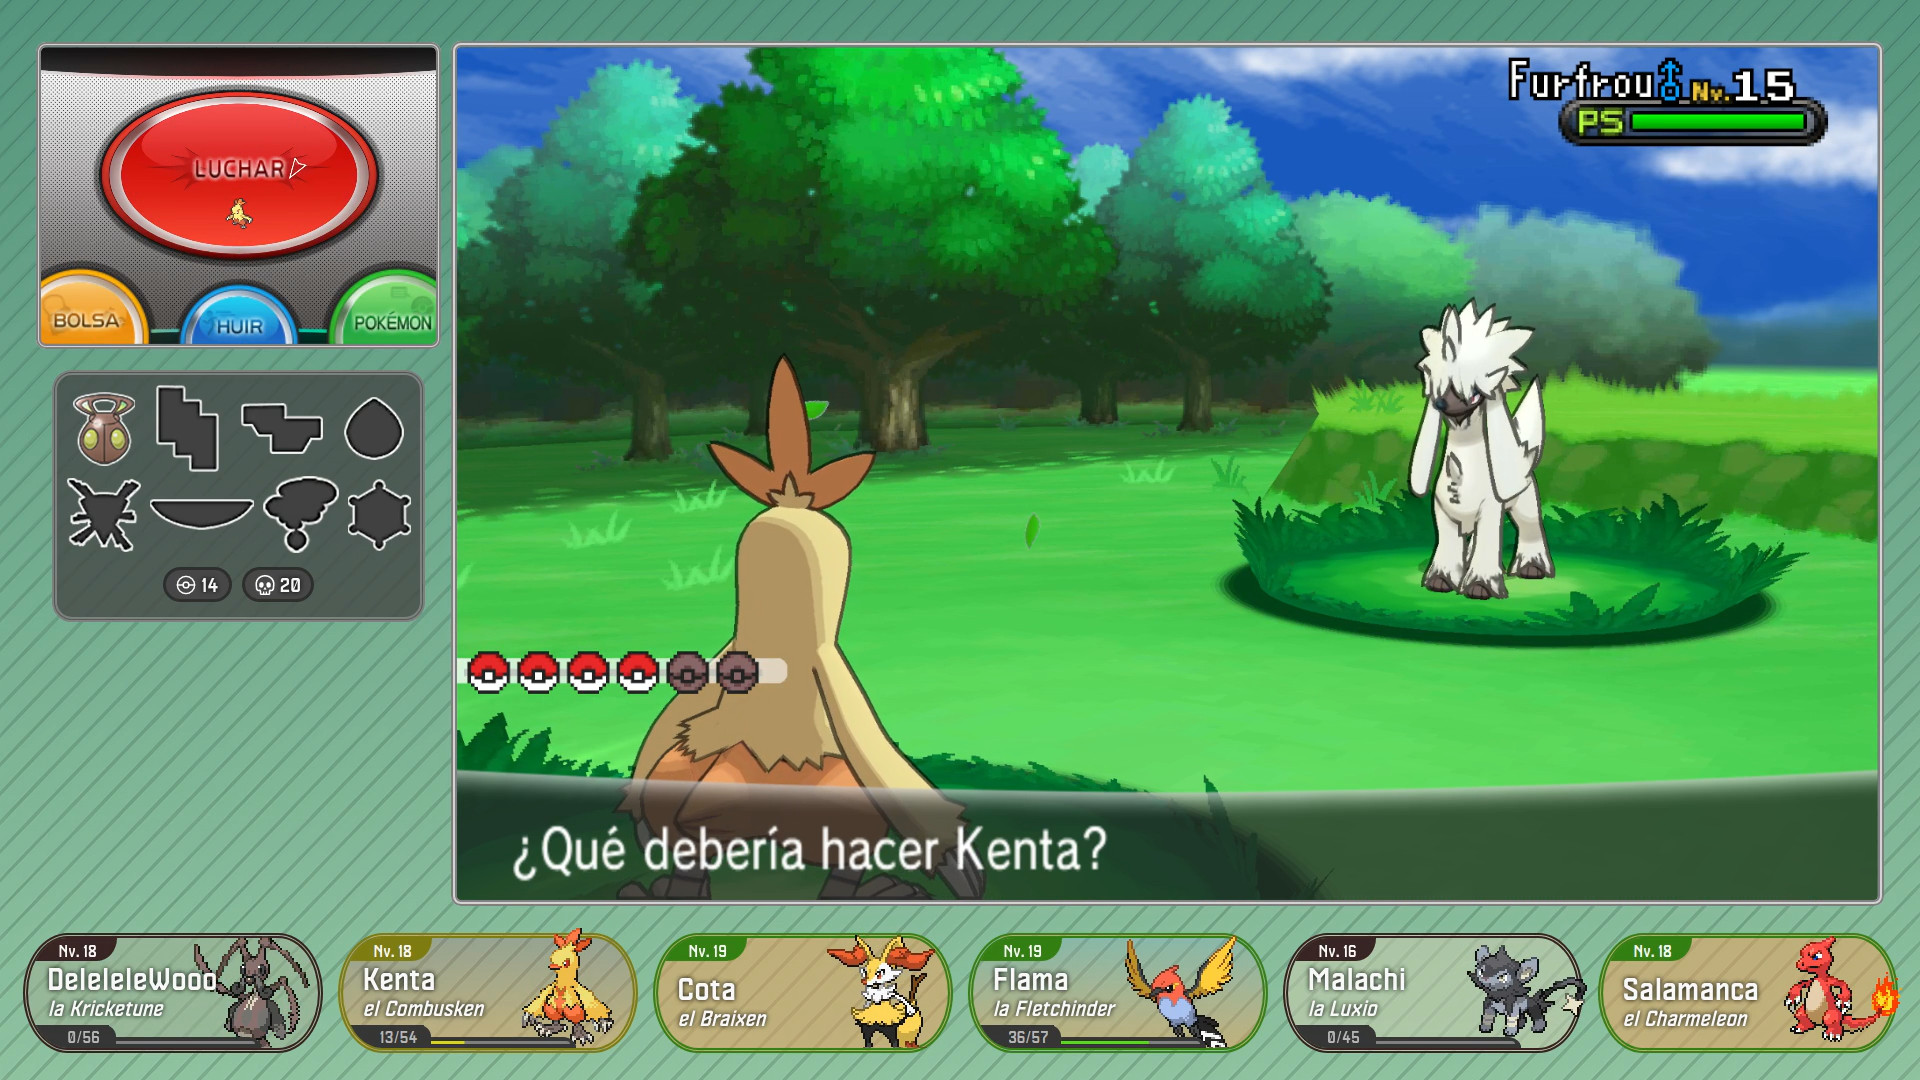 LUCHAR
BOLSA
HUIR
POKÉMON
14
20
Furfrou♂ Nv. 15
PS
¿Qué debería hacer Kenta?
Nv. 18
DeleleleWooo
la Kricketune
0/56
Nv. 18
Kenta
el Combusken
13/54
Nv. 19
Cota
el Braixen
Nv. 19
Flama
la Fletchinder
36/57
Nv. 16
Malachi
la Luxio
0/45
Nv. 18
Salamanca
el Charmeleon